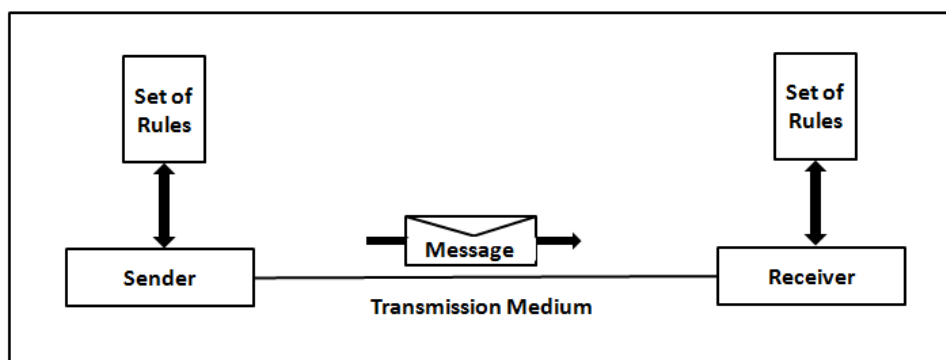 Set of
Rules
Set of
Rules
Message
Sender
Receiver
Transmission Medium